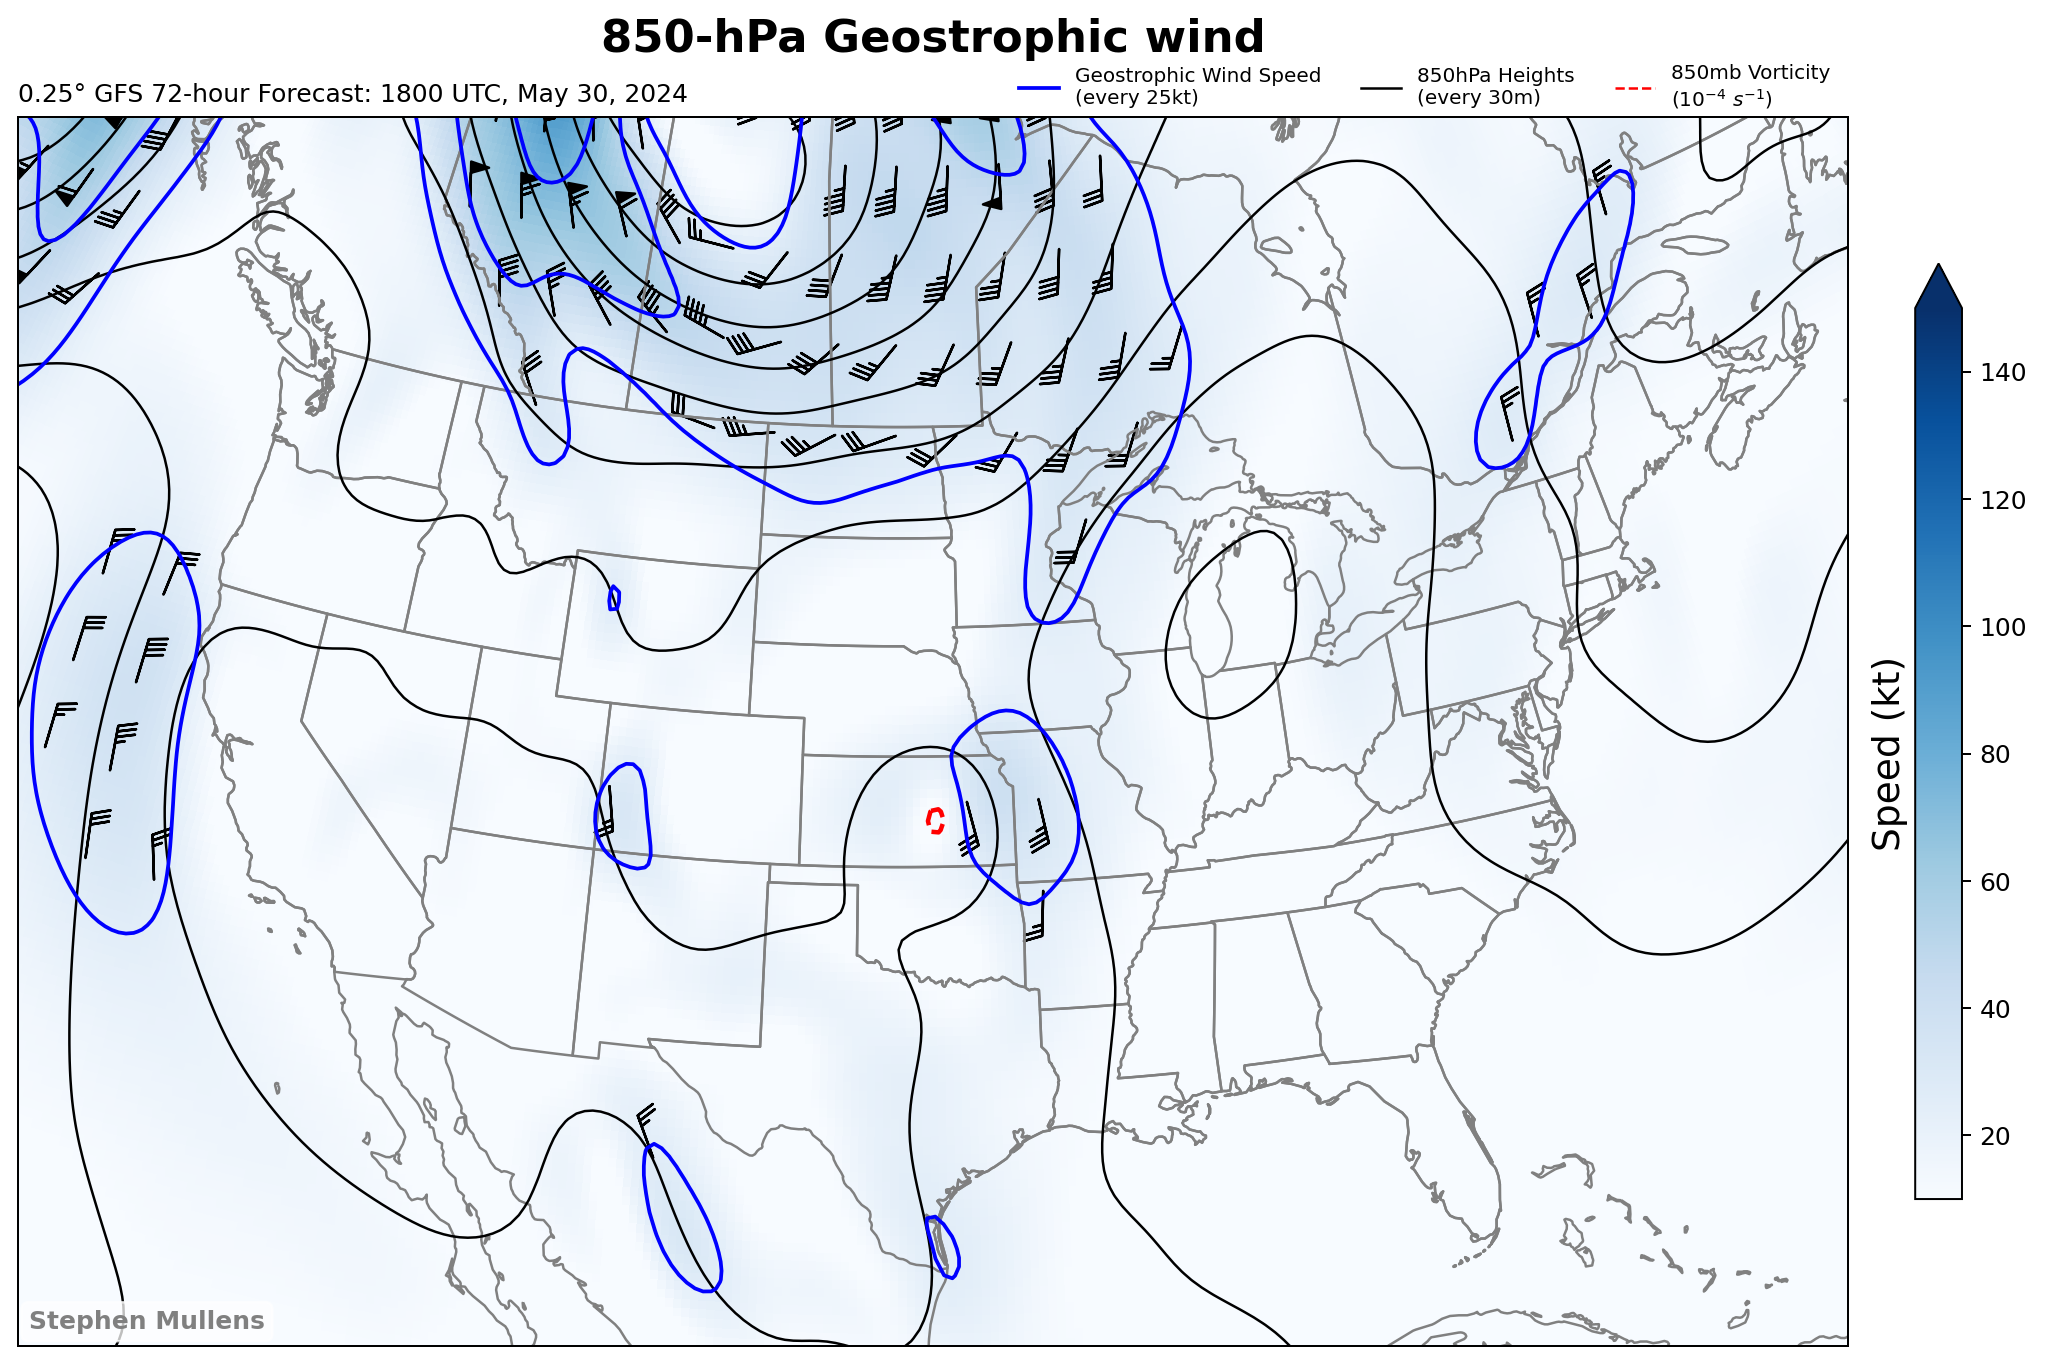 850-hPa Geostrophic wind
0.25° GFS 72-hour Forecast: 1800 UTC, May 30, 2024
Geostrophic Wind Speed
(every 25kt)
850hPa Heights
(every 30m)
850mb Vorticity
(10⁻⁴ s⁻¹)
140
120
100
80
60
40
20
Speed (kt)
Stephen Mullens